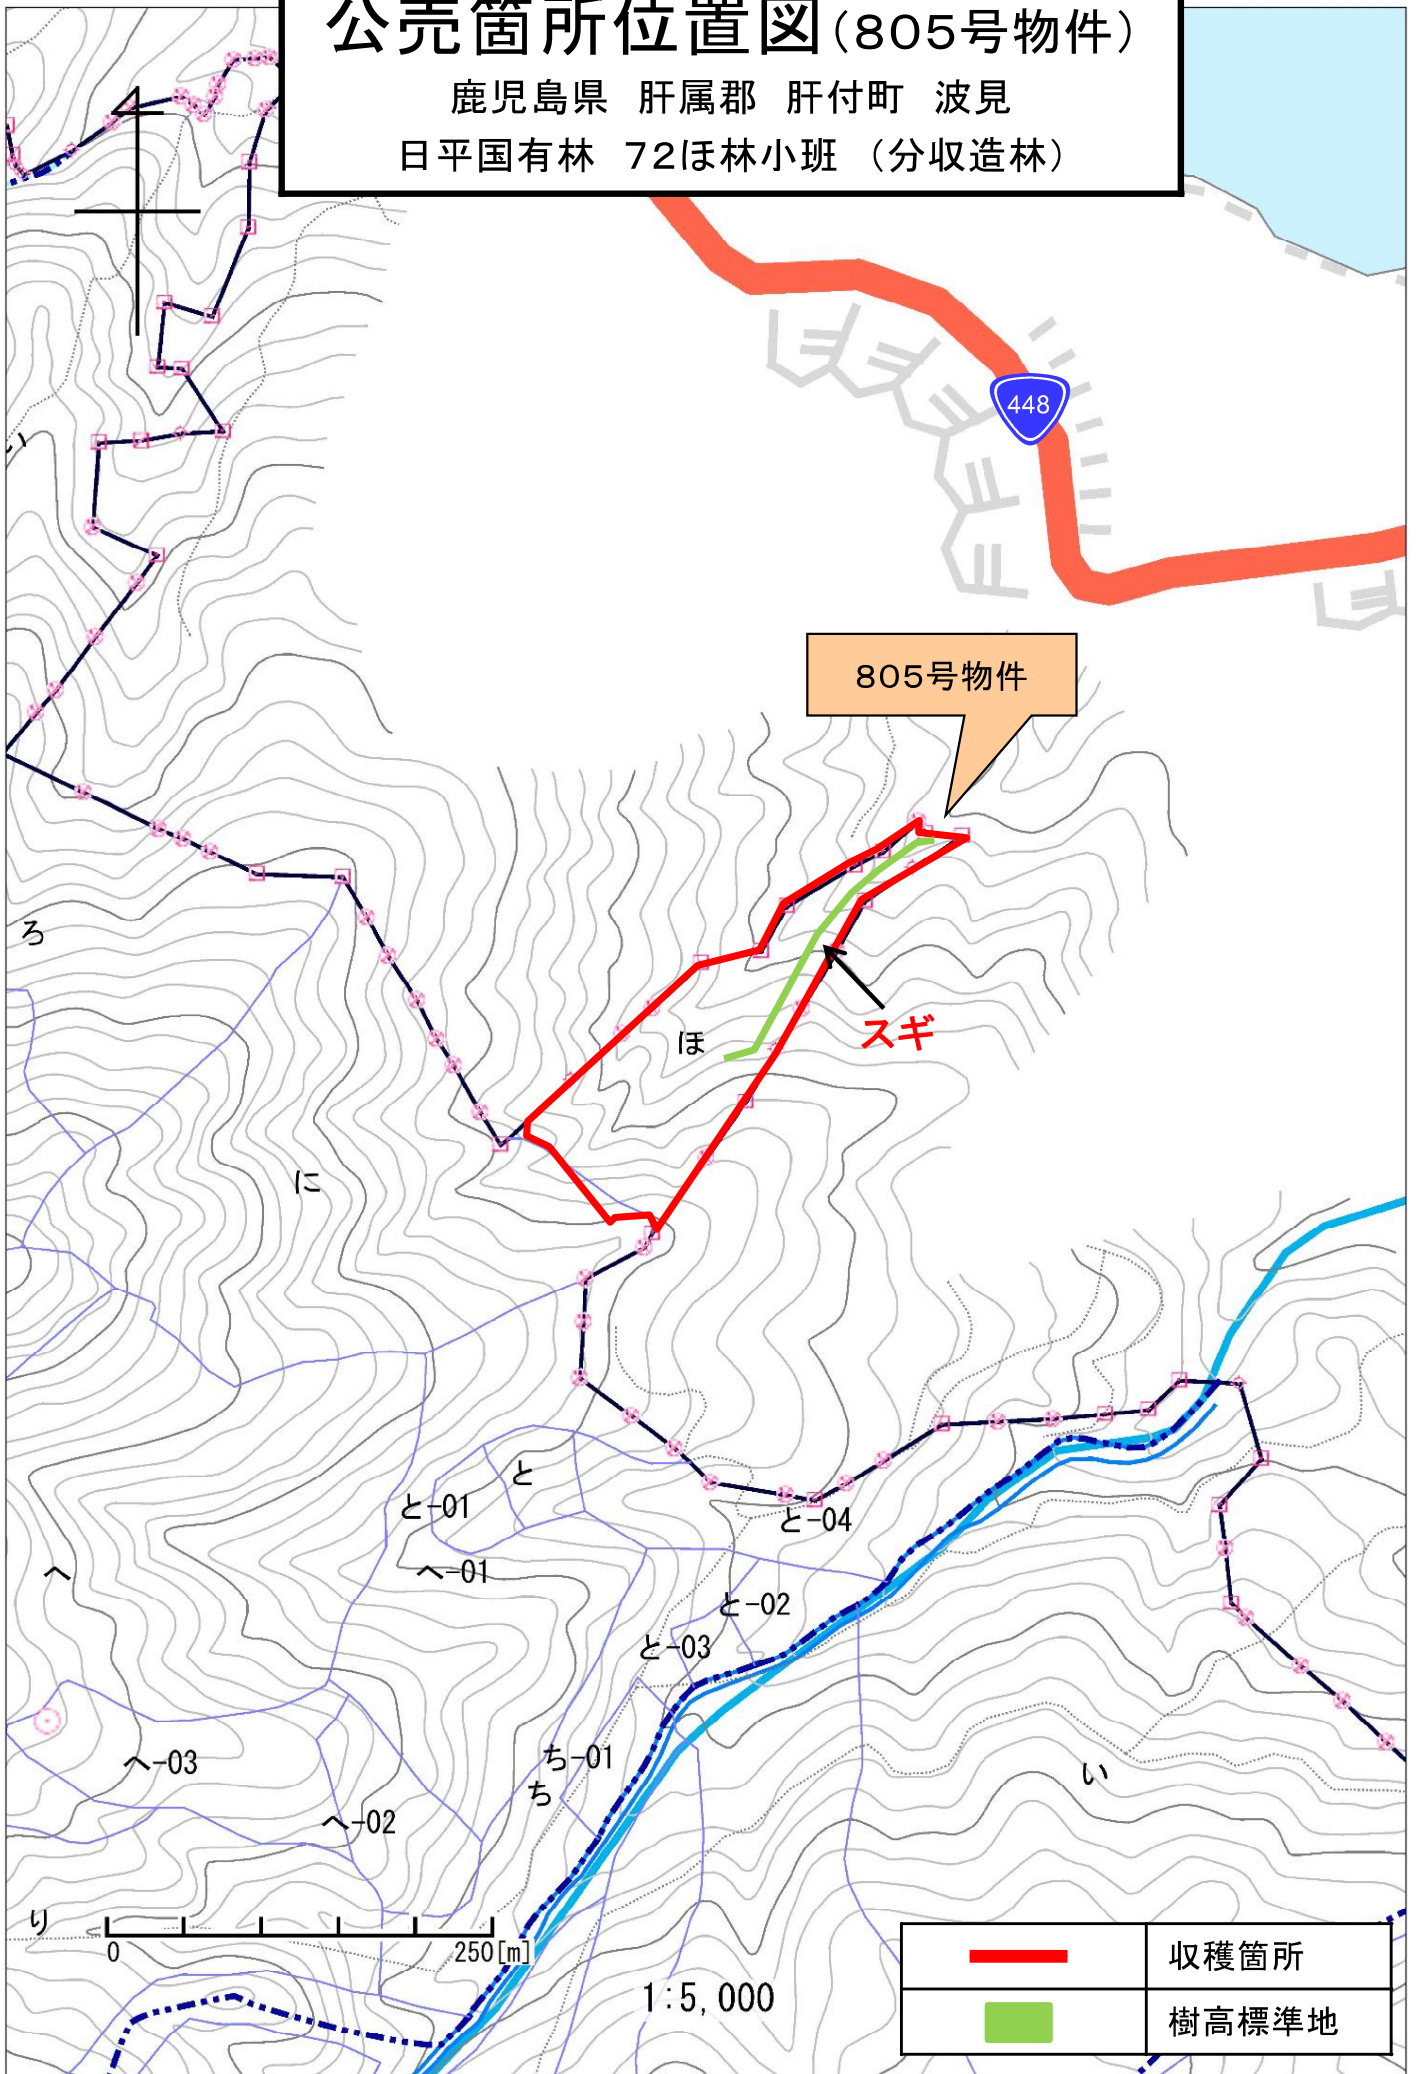 公売箇所位置図(805号物件)
鹿児島県 肝属郡 肝付町 波見
日平国有林 72ほ林小班 (分収造林)
448
い
805号物件
ろ
ほ
スギ
に
と
と-01
と-04
へ
へ-01
と-02
と-03
ち-01
へ-03
い
ち
へ-02
り
0
250[m]
1:5,000
収穫箇所
樹高標準地